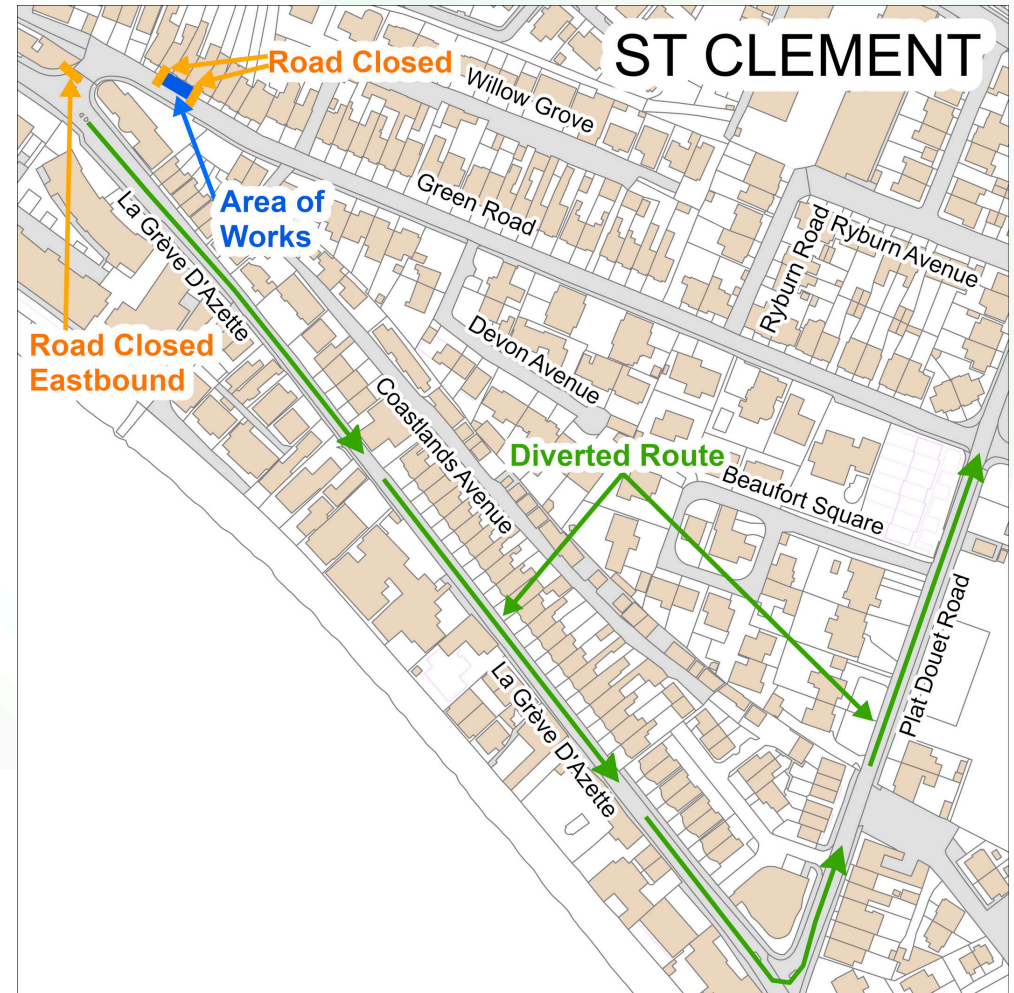 ST CLEMENT
Road Closed
Willow Grove
Green Road
Area of
Works
La Grève D'Azette
Ryburn Road
Ryburn Avenue
Road Closed
Eastbound
Devon Avenue
Coastlands Avenue
Diverted Route
Beaufort Square
Plat Douet Road
La Grève D'Azette